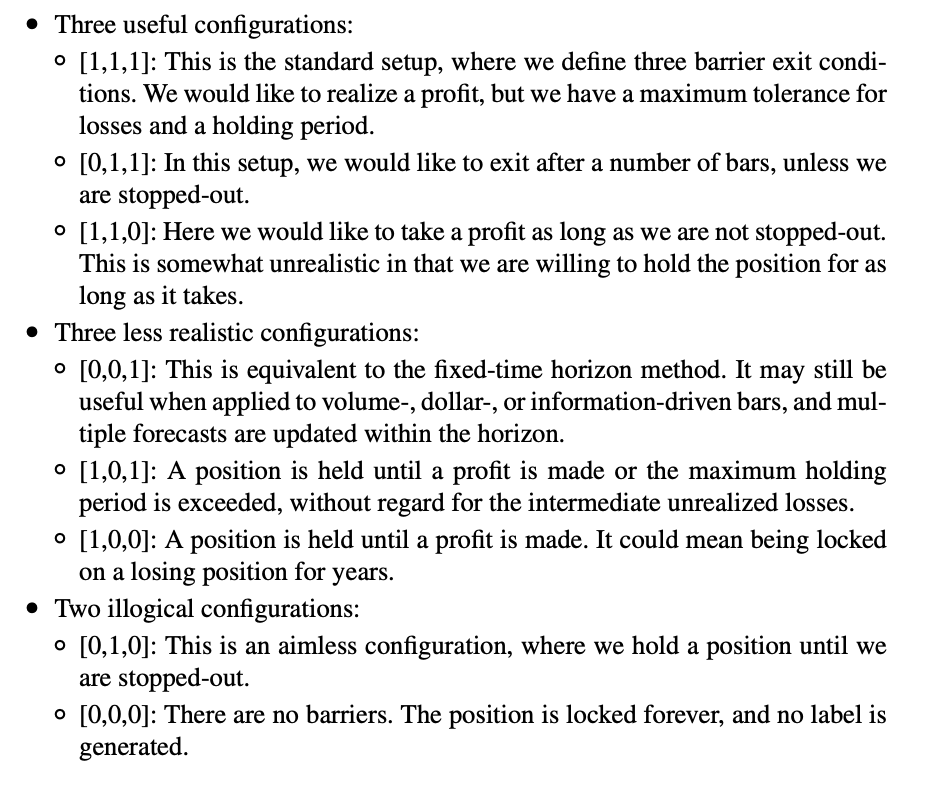 • Three useful configurations:
◦ [1,1,1]: This is the standard setup, where we define three barrier exit condi-
tions. We would like to realize a profit, but we have a maximum tolerance for
losses and a holding period.
◦ [0,1,1]: In this setup, we would like to exit after a number of bars, unless we
are stopped-out.
◦ [1,1,0]: Here we would like to take a profit as long as we are not stopped-out.
This is somewhat unrealistic in that we are willing to hold the position for as
long as it takes.
• Three less realistic configurations:
◦ [0,0,1]: This is equivalent to the fixed-time horizon method. It may still be
useful when applied to volume-, dollar-, or information-driven bars, and mul-
tiple forecasts are updated within the horizon.
◦ [1,0,1]: A position is held until a profit is made or the maximum holding
period is exceeded, without regard for the intermediate unrealized losses.
◦ [1,0,0]: A position is held until a profit is made. It could mean being locked
on a losing position for years.
• Two illogical configurations:
◦ [0,1,0]: This is an aimless configuration, where we hold a position until we
are stopped-out.
◦ [0,0,0]: There are no barriers. The position is locked forever, and no label is
generated.